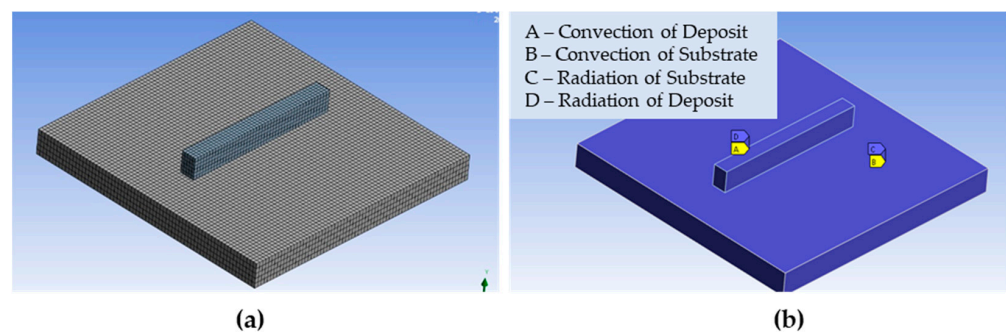 A – Convection of Deposit
B – Convection of Substrate
C – Radiation of Substrate
D – Radiation of Deposit
D
A
C
B
Y
(a)
(b)